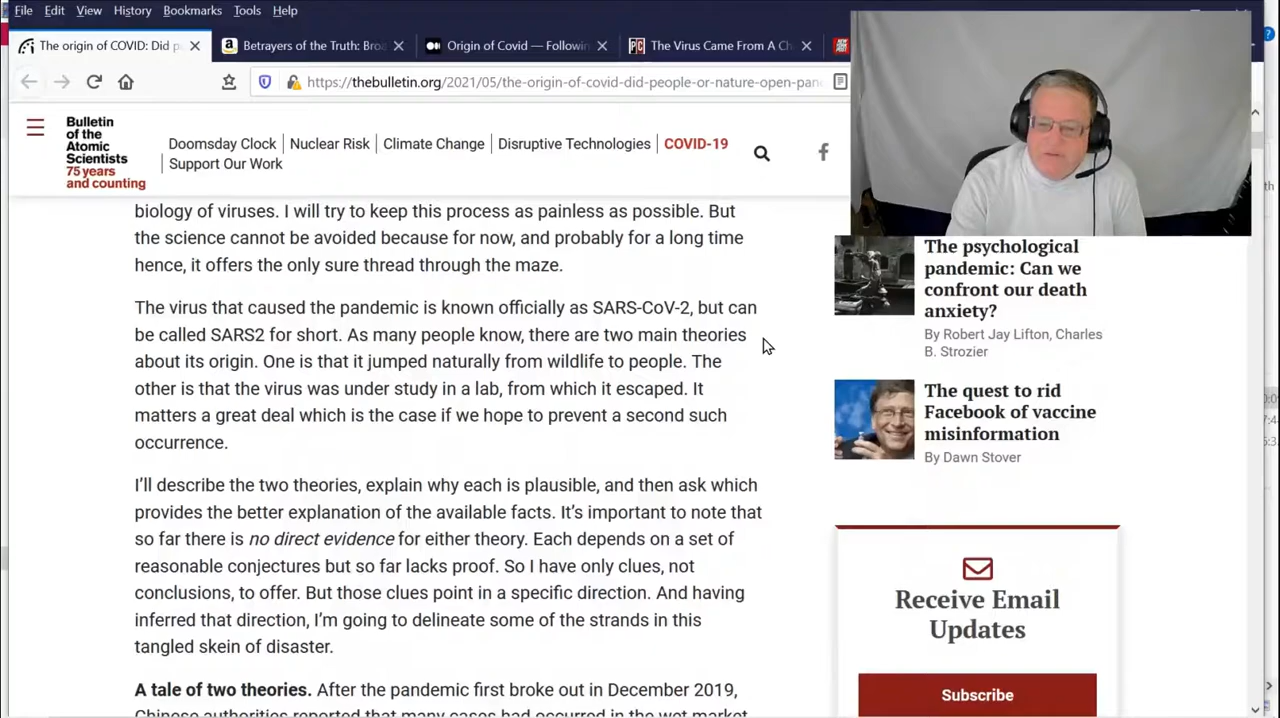 File Edit View History Bookmarks Tools Help
The origin of COVID: Did p
Betrayers of the Truth: Bro
Origin of Covid — Followin
The Virus Came From A Ch
https://thebulletin.org/2021/05/the-origin-of-covid-did-people-or-nature-open-pan
Bulletin
of the
Atomic
Scientists
75 years
and counting
Doomsday Clock
Nuclear Risk
Climate Change
Disruptive Technologies
COVID-19
Support Our Work
biology of viruses. I will try to keep this process as painless as possible. But
the science cannot be avoided because for now, and probably for a long time
hence, it offers the only sure thread through the maze.
The virus that caused the pandemic is known officially as SARS-CoV-2, but can
be called SARS2 for short. As many people know, there are two main theories
about its origin. One is that it jumped naturally from wildlife to people. The
other is that the virus was under study in a lab, from which it escaped. It
matters a great deal which is the case if we hope to prevent a second such
occurrence.
I'll describe the two theories, explain why each is plausible, and then ask which
provides the better explanation of the available facts. It's important to note that
so far there is no direct evidence for either theory. Each depends on a set of
reasonable conjectures but so far lacks proof. So I have only clues, not
conclusions, to offer. But those clues point in a specific direction. And having
inferred that direction, I'm going to delineate some of the strands in this
tangled skein of disaster.
A tale of two theories. After the pandemic first broke out in December 2019,
Chinese authorities reported that many cases had occurred in the wet market
The psychological
pandemic: Can we
confront our death
anxiety?
By Robert Jay Lifton, Charles
B. Strozier
The quest to rid
Facebook of vaccine
misinformation
By Dawn Stover
Receive Email
Updates
Subscribe